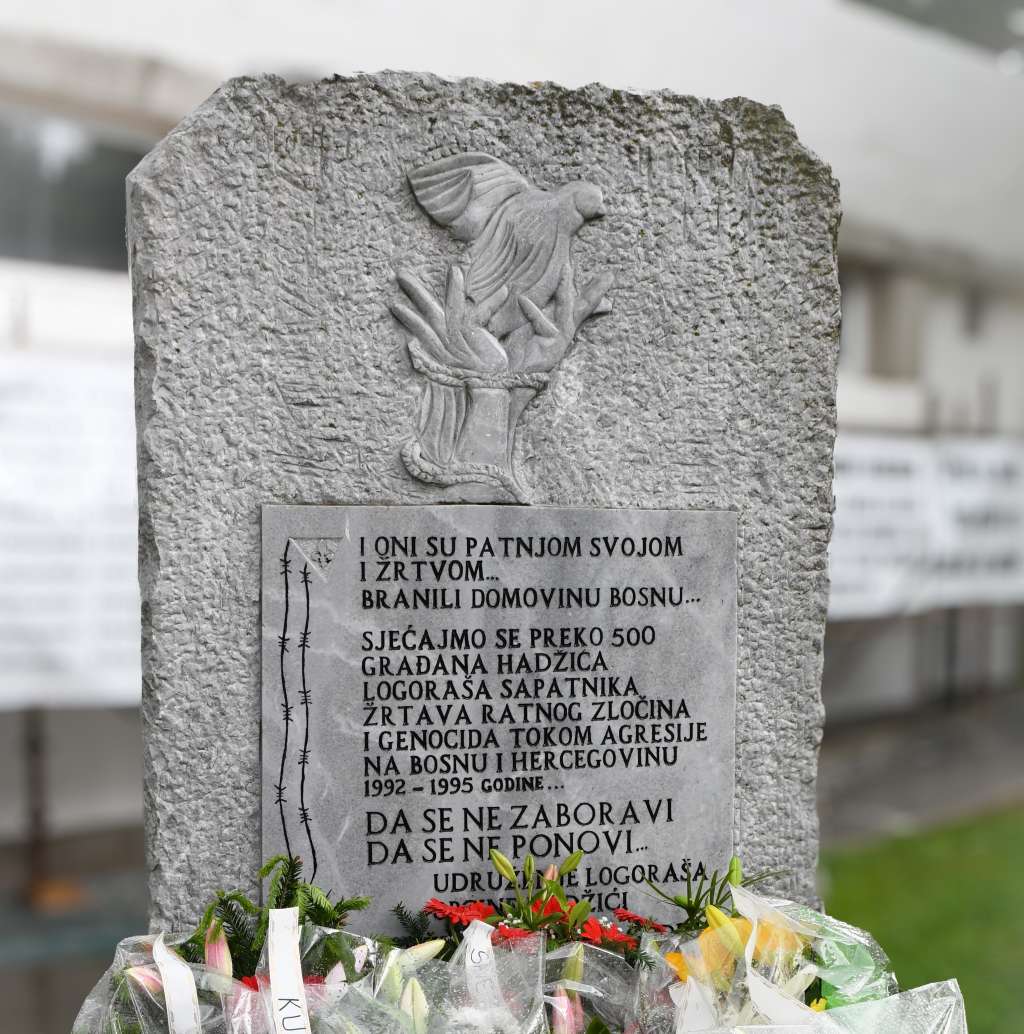 I ONI SU PATNJOM SVOJOM
I ŽRTVOM...
BRANILI DOMOVINU BOSNU...
SJEĆAJMO SE PREKO 500
GRAĐANA HADŽICA
LOGORAŠA SAPATNIKA
ŽRTAVA RATNOG ZLOČINA
I GENOCIDA TOKOM AGRESIJE
NA BOSNU I HERCEGOVINU
1992 - 1995 GODINE...
DA SE NE ZABORAVI
DA SE NE PONOVI...
LOGORAŠA
KU